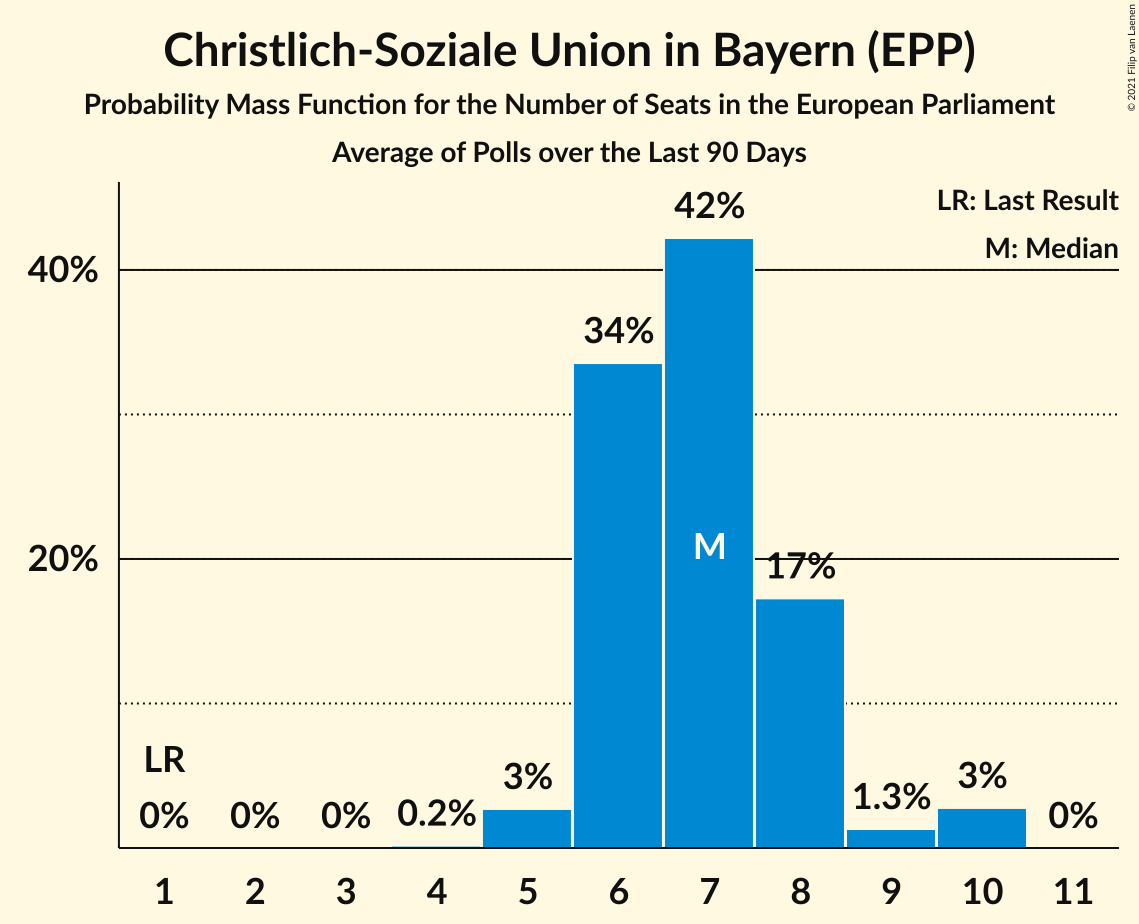 Christlich-Soziale Union in Bayern (EPP)
Probability Mass Function for the Number of Seats in the European Parliament
Average of Polls over the Last 90 Days
© 2021 Filip van Laenen
LR: Last Result
M: Median
40%
20%
LR
0%
0%
0%
0.2%
3%
34%
42%
M
17%
1.3%
3%
0%
1 2 3 4 5 6 7 8 9 10 11